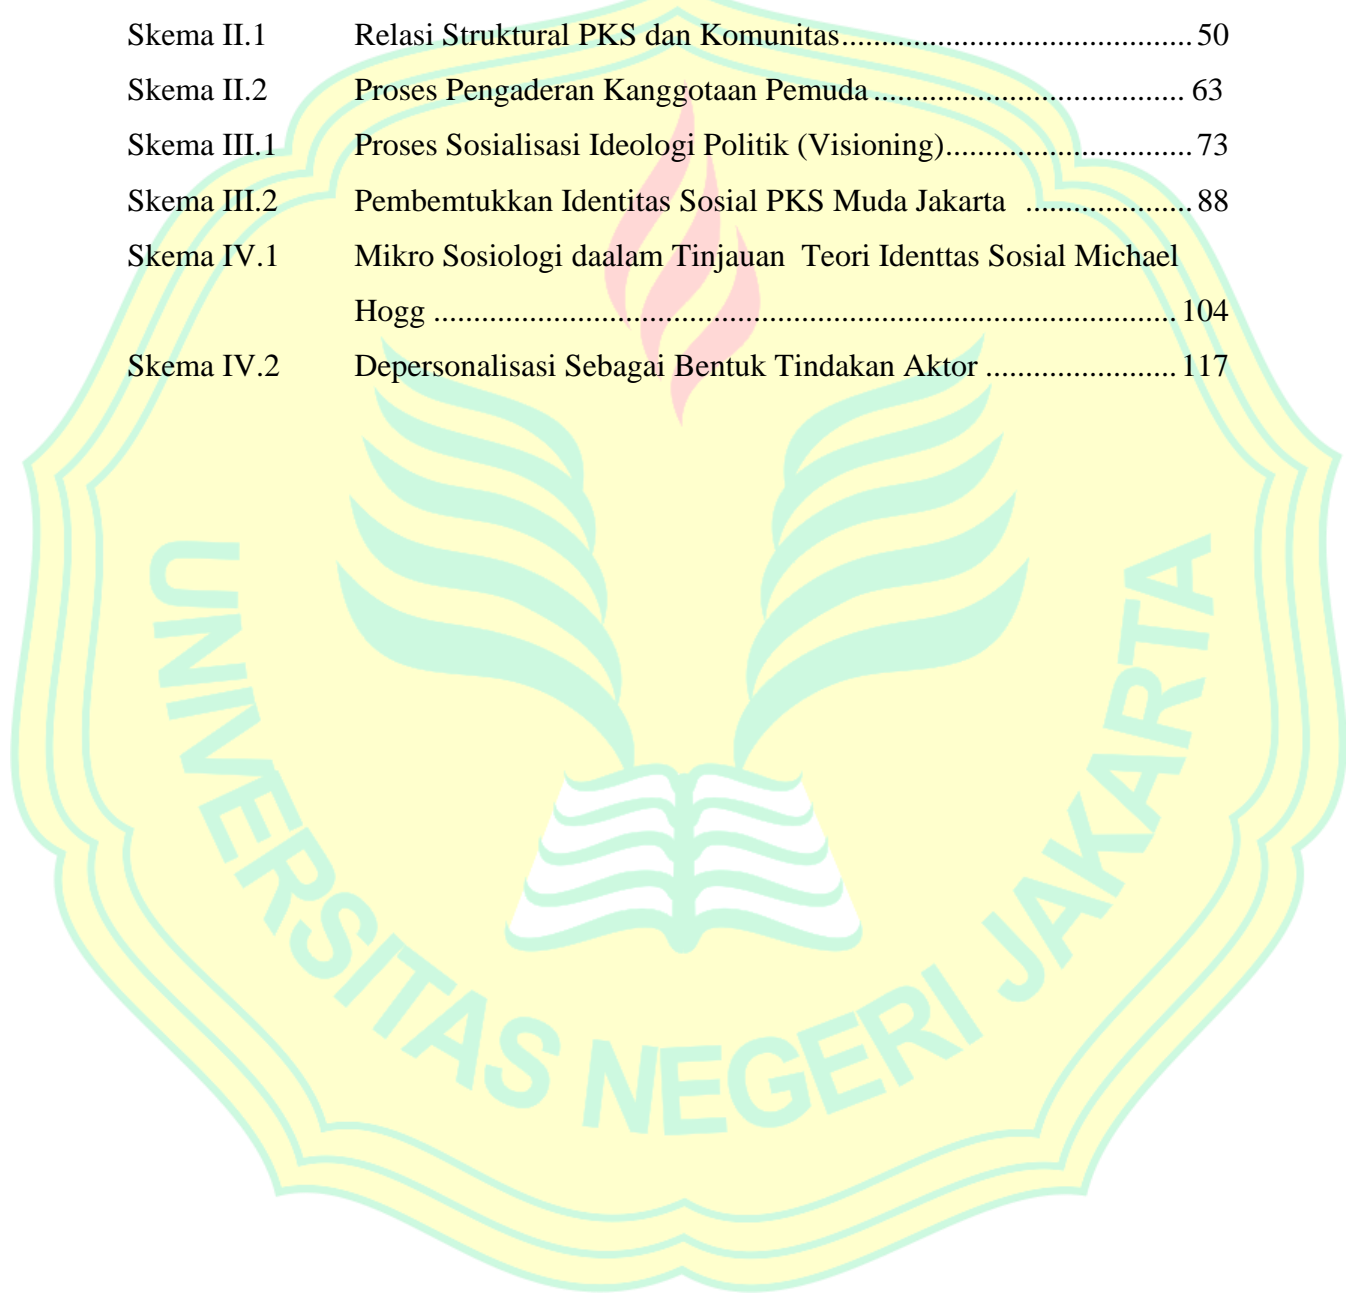 Skema II.1 Relasi Struktural PKS dan Komunitas............................................ 50
Skema II.2 Proses Pengaderan Kanggotaan Pemuda....................................... 63
Skema III.1 Proses Sosialisasi Ideologi Politik (Visioning)............................... 73
Skema III.2 Pembemtukkan Identitas Sosial PKS Muda Jakarta ..................... 88
Skema IV.1 Mikro Sosiologi daalam Tinjauan Teori Identtas Sosial Michael
Hogg ............................................................................................. 104
Skema IV.2 Depersonalisasi Sebagai Bentuk Tindakan Aktor ........................ 117
UNIVERSITAS NEGERI JAKARTA